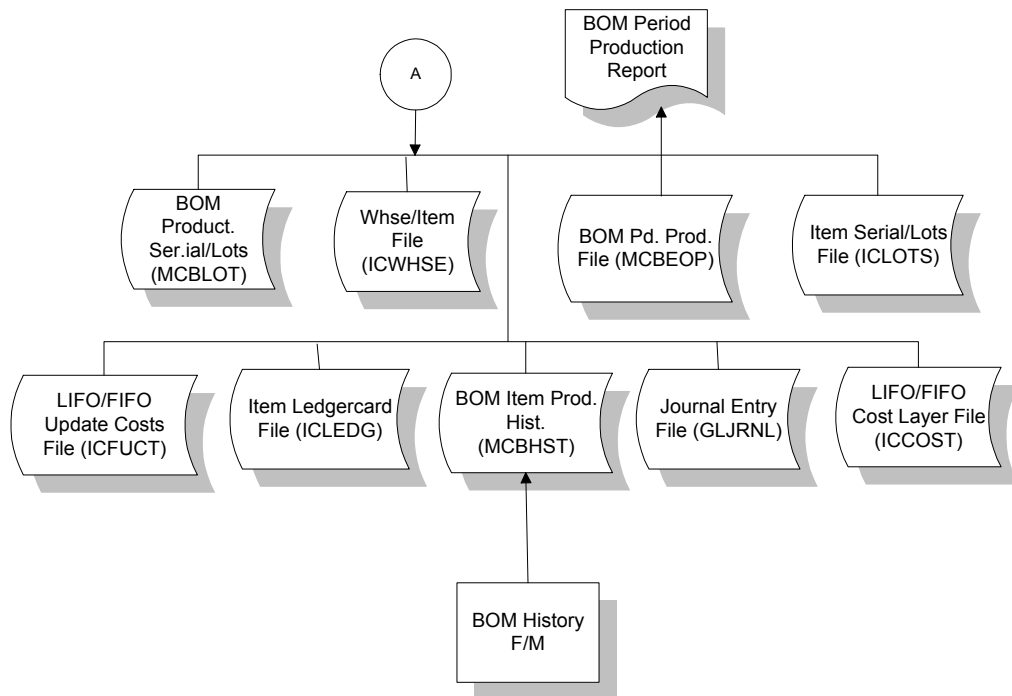 A
BOM Period
Production
Report
BOM
Product.
Ser.ial/Lots
(MCBLOT)
Whse/Item
File
(ICWHSE)
BOM Pd. Prod.
File (MCBEOP)
Item Serial/Lots
File (ICLOTS)
LIFO/FIFO
Update Costs
File (ICFUCT)
Item Ledgercard
File (ICLEDG)
BOM Item Prod.
Hist.
(MCBHST)
Journal Entry
File (GLJRNL)
LIFO/FIFO
Cost Layer File
(ICCOST)
BOM History
F/M